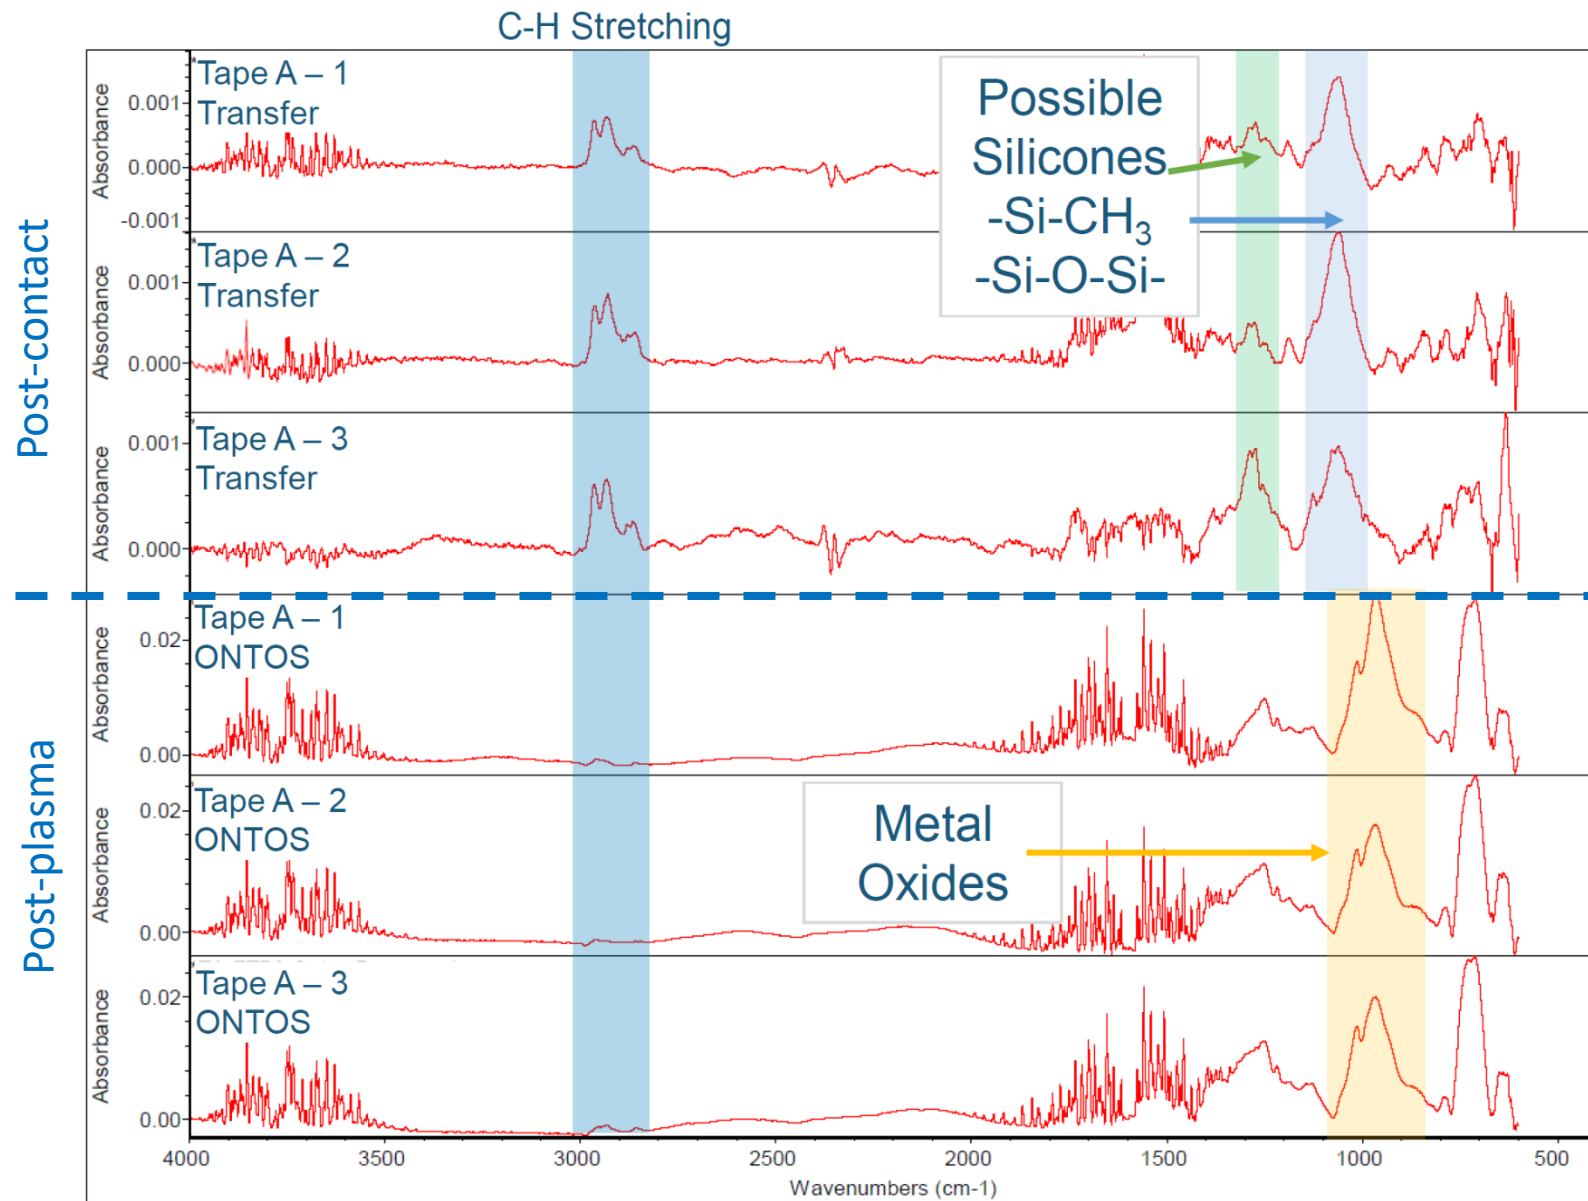 C-H Stretching
Post-contact
Tape A – 1
Transfer
Absorbance
0.001
0.000
-0.001
Possible
Silicones
-Si-CH₃
-Si-O-Si-
Tape A – 2
Transfer
Absorbance
0.001
0.000
Tape A – 3
Transfer
Absorbance
0.001
0.000
Post-plasma
Tape A – 1
ONTOS
Absorbance
0.02
0.00
Tape A – 2
ONTOS
Absorbance
0.02
0.00
Metal
Oxides
Tape A – 3
ONTOS
Absorbance
0.02
0.00
4000 3500 3000 2500 2000 1500 1000 500
Wavenumbers (cm-1)